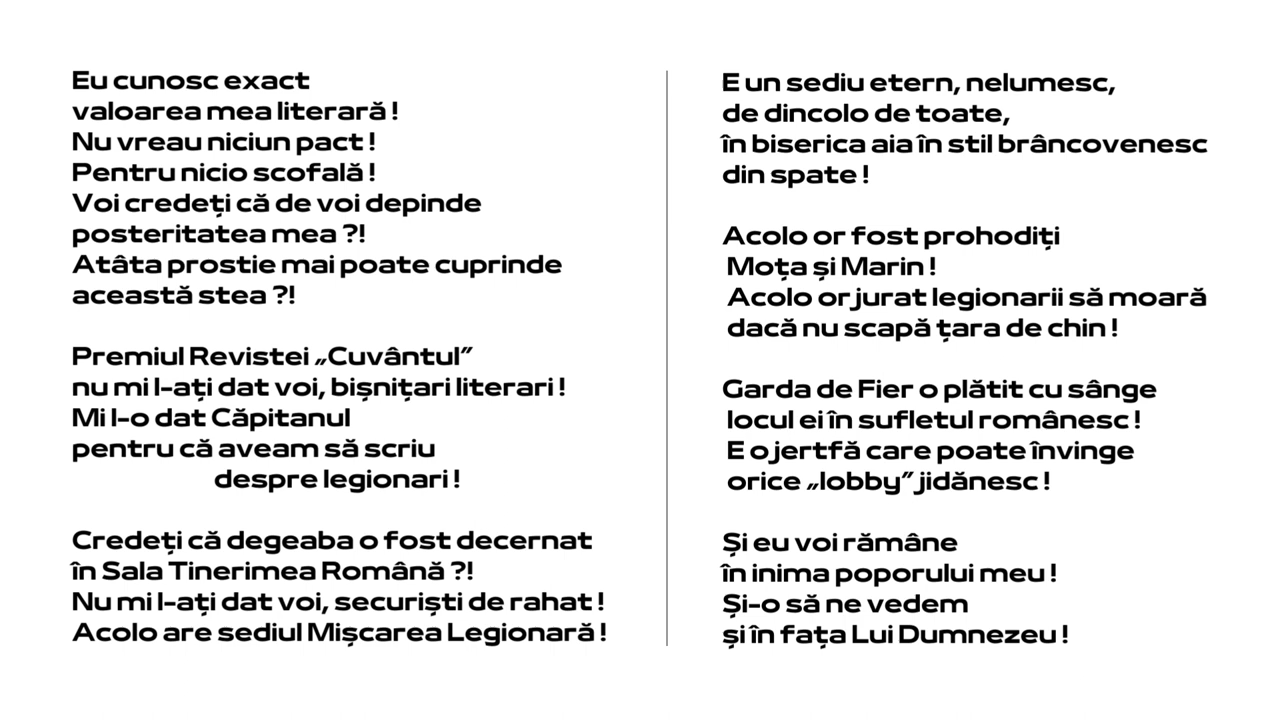 Eu cunosc exact
valoarea mea literară !
Nu vreau niciun pact !
Pentru nicio scofală !
Voi credeți că de voi depinde
posteritatea mea ?!
Atâta prostie mai poate cuprinde
această stea ?!
Premiul Revistei „Cuvântul”
nu mi l-ați dat voi, bișnițari literari !
Mi l-o dat Căpitanul
pentru că aveam să scriu
despre legionari !
Credeți că degeaba o fost decernat
în Sala Tinerimea Română ?!
Nu mi l-ați dat voi, securiști de rahat !
Acolo are sediul Mișcarea Legionară !
E un sediu etern, nelumesc,
de dincolo de toate,
în biserica aia în stil brâncovenesc
din spate !
Acolo or fost prohodiți
Moța și Marin !
Acolo or jurat legionarii să moară
dacă nu scapă țara de chin !
Garda de Fier o plătit cu sânge
locul ei în sufletul românesc !
E o jertfă care poate învinge
orice „lobby” jidănesc !
Și eu voi rămâne
în inima poporului meu !
Și-o să ne vedem
și în fața Lui Dumnezeu !